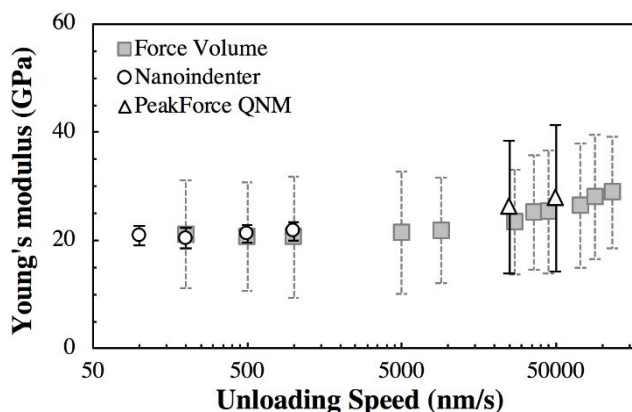 60
Force Volume
Nanoindenter
PeakForce QNM
40
20
0
50
500
5000
50000
Young's modulus (GPa)
Unloading Speed (nm/s)